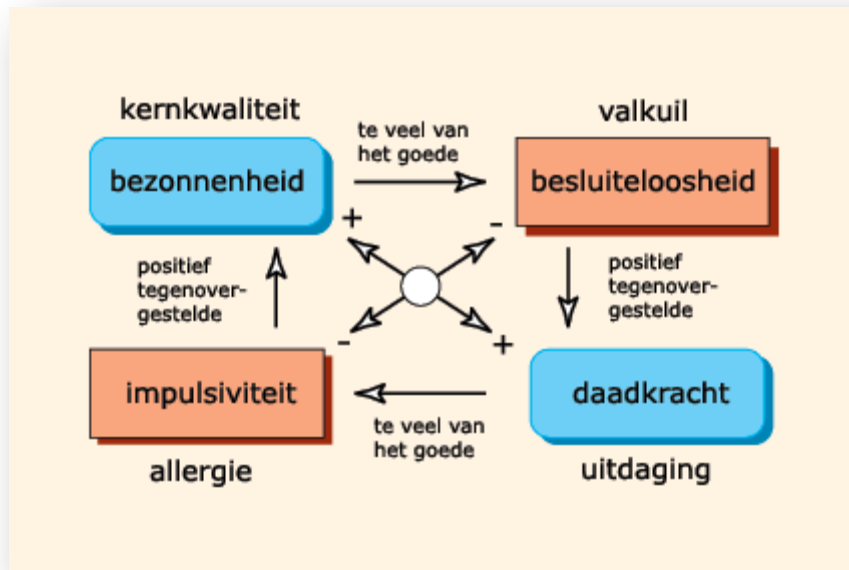 kernkwaliteit
valkuil
te veel van
het goede
bezonnenheid
besluiteloosheid
+
-
positief
tegenover-
gestelde
positief
tegenover-
gestelde
-
+
impulsiviteit
daadkracht
te veel van
het goede
allergie
uitdaging